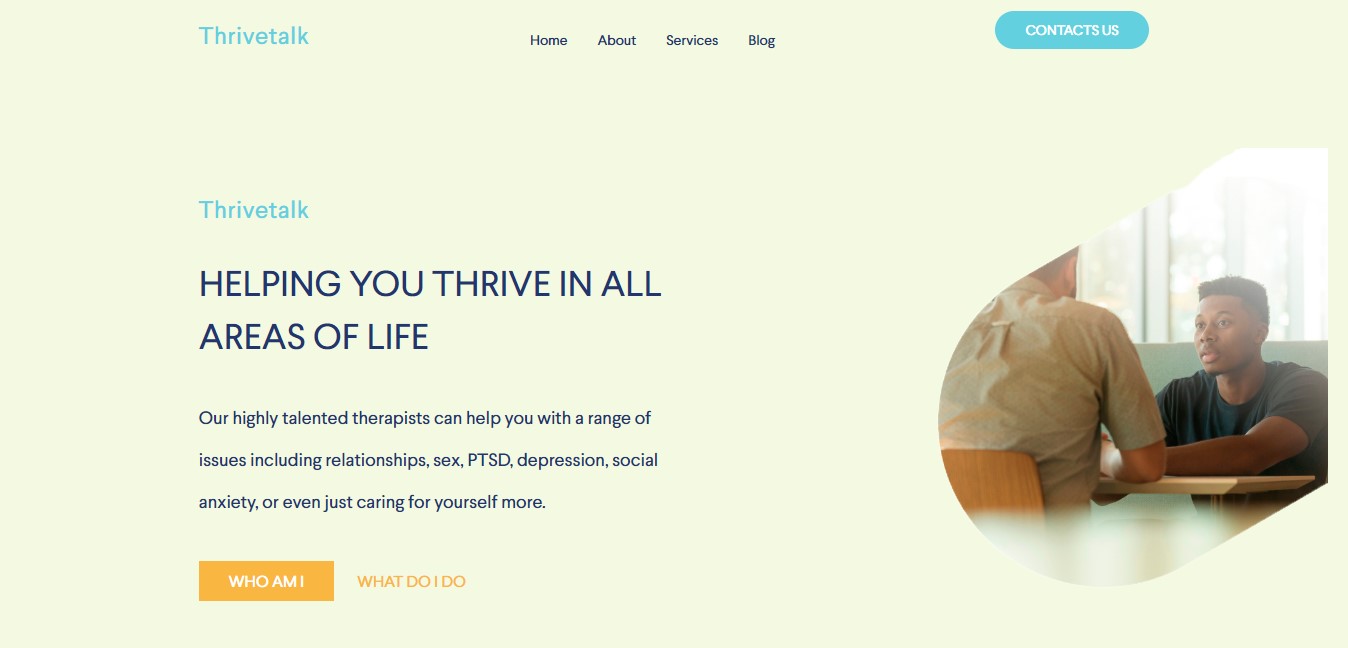 Thrivetalk
Home About Services Blog
CONTACTS US
Thrivetalk
HELPING YOU THRIVE IN ALL
AREAS OF LIFE
Our highly talented therapists can help you with a range of
issues including relationships, sex, PTSD, depression, social
anxiety, or even just caring for yourself more.
WHO AM I WHAT DO I DO